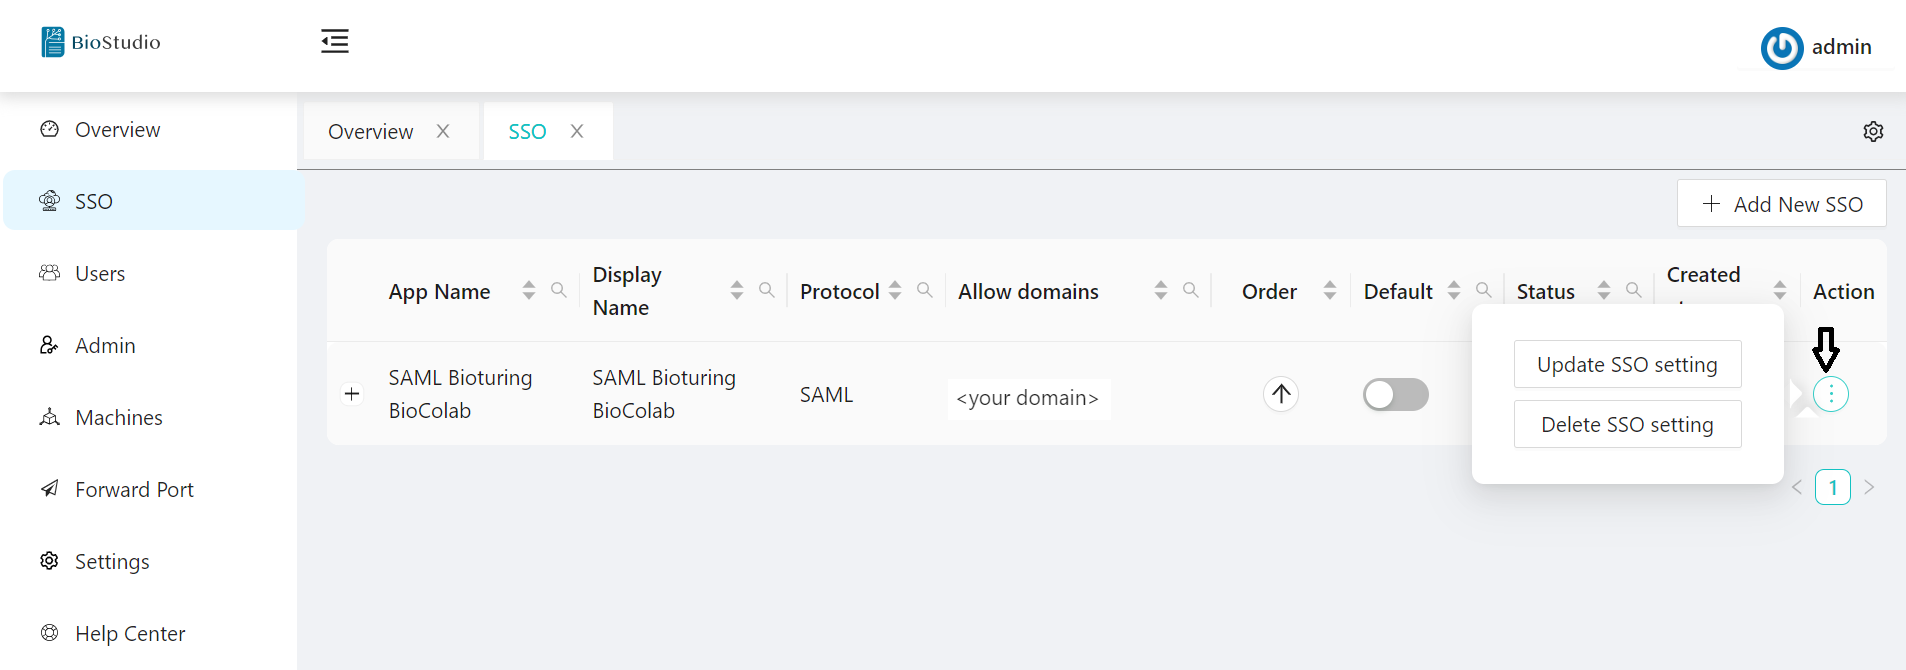 BioStudio
admin
Overview
SSO
Users
Admin
Machines
Forward Port
Settings
Help Center
Overview
SSO
Add New SSO
App Name
Display
Name
Protocol
Allow domains
Order
Default
Status
Created
Action
SAML Bioturing
BioColab
SAML Bioturing
BioColab
SAML
<your domain>
Update SSO setting
Delete SSO setting
1